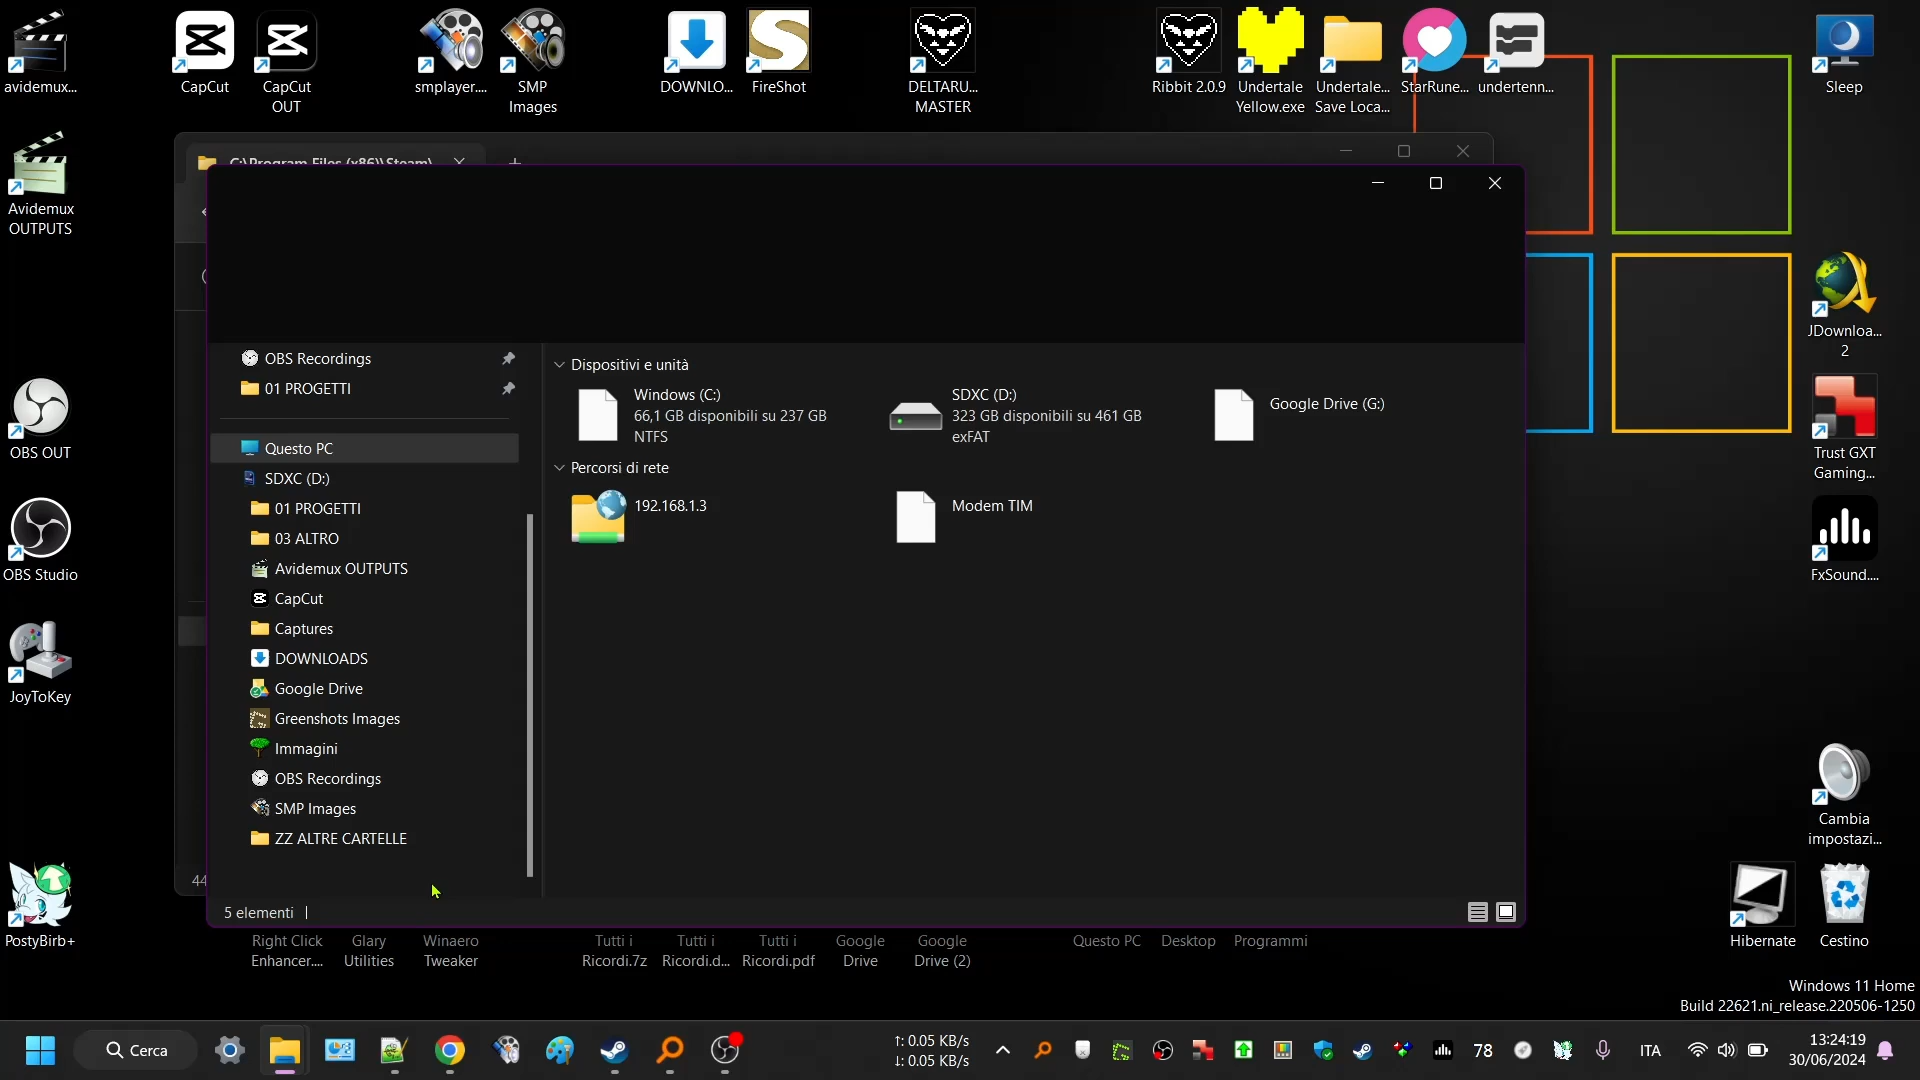 avidemux...
CapCut
CapCut
OUT
smplayer....
SMP
Images
DOWNLO...
FireShot
DELTARU...
MASTER
Ribbit 2.0.9
Undertale
Yellow.exe
Undertale...
Save Loca...
StarRune...
undertenn...
Sleep
Avidemux
OUTPUTS
C:\Program Files (x86)\\Steam\
OBS Recordings
01 PROGETTI
Questo PC
SDXC (D:)
01 PROGETTI
03 ALTRO
Avidemux OUTPUTS
CapCut
Captures
DOWNLOADS
Google Drive
Greenshots Images
Immagini
OBS Recordings
SMP Images
ZZ ALTRE CARTELLE
Dispositivi e unità
Windows (C:)
66,1 GB disponibili su 237 GB
NTFS
SDXC (D:)
323 GB disponibili su 461 GB
exFAT
Google Drive (G:)
Percorsi di rete
192.168.1.3
Modem TIM
44
5 elementi
OBS OUT
OBS Studio
JoyToKey
PostyBirb+
JDownloa...
2
Trust GXT
Gaming...
FxSound....
Cambia
impostazi...
Hibernate
Cestino
Right Click
Enhancer....
Glary
Utilities
Winaero
Tweaker
Tutti i
Ricordi.7z
Tutti i
Ricordi.d...
Tutti i
Ricordi.pdf
Google
Drive
Google
Drive (2)
Questo PC
Desktop
Programmi
Windows 11 Home
Build 22621.ni_release.220506-1250
Cerca
↑: 0.05 KB/s
↓: 0.05 KB/s
78
ITA
13:24:19
30/06/2024